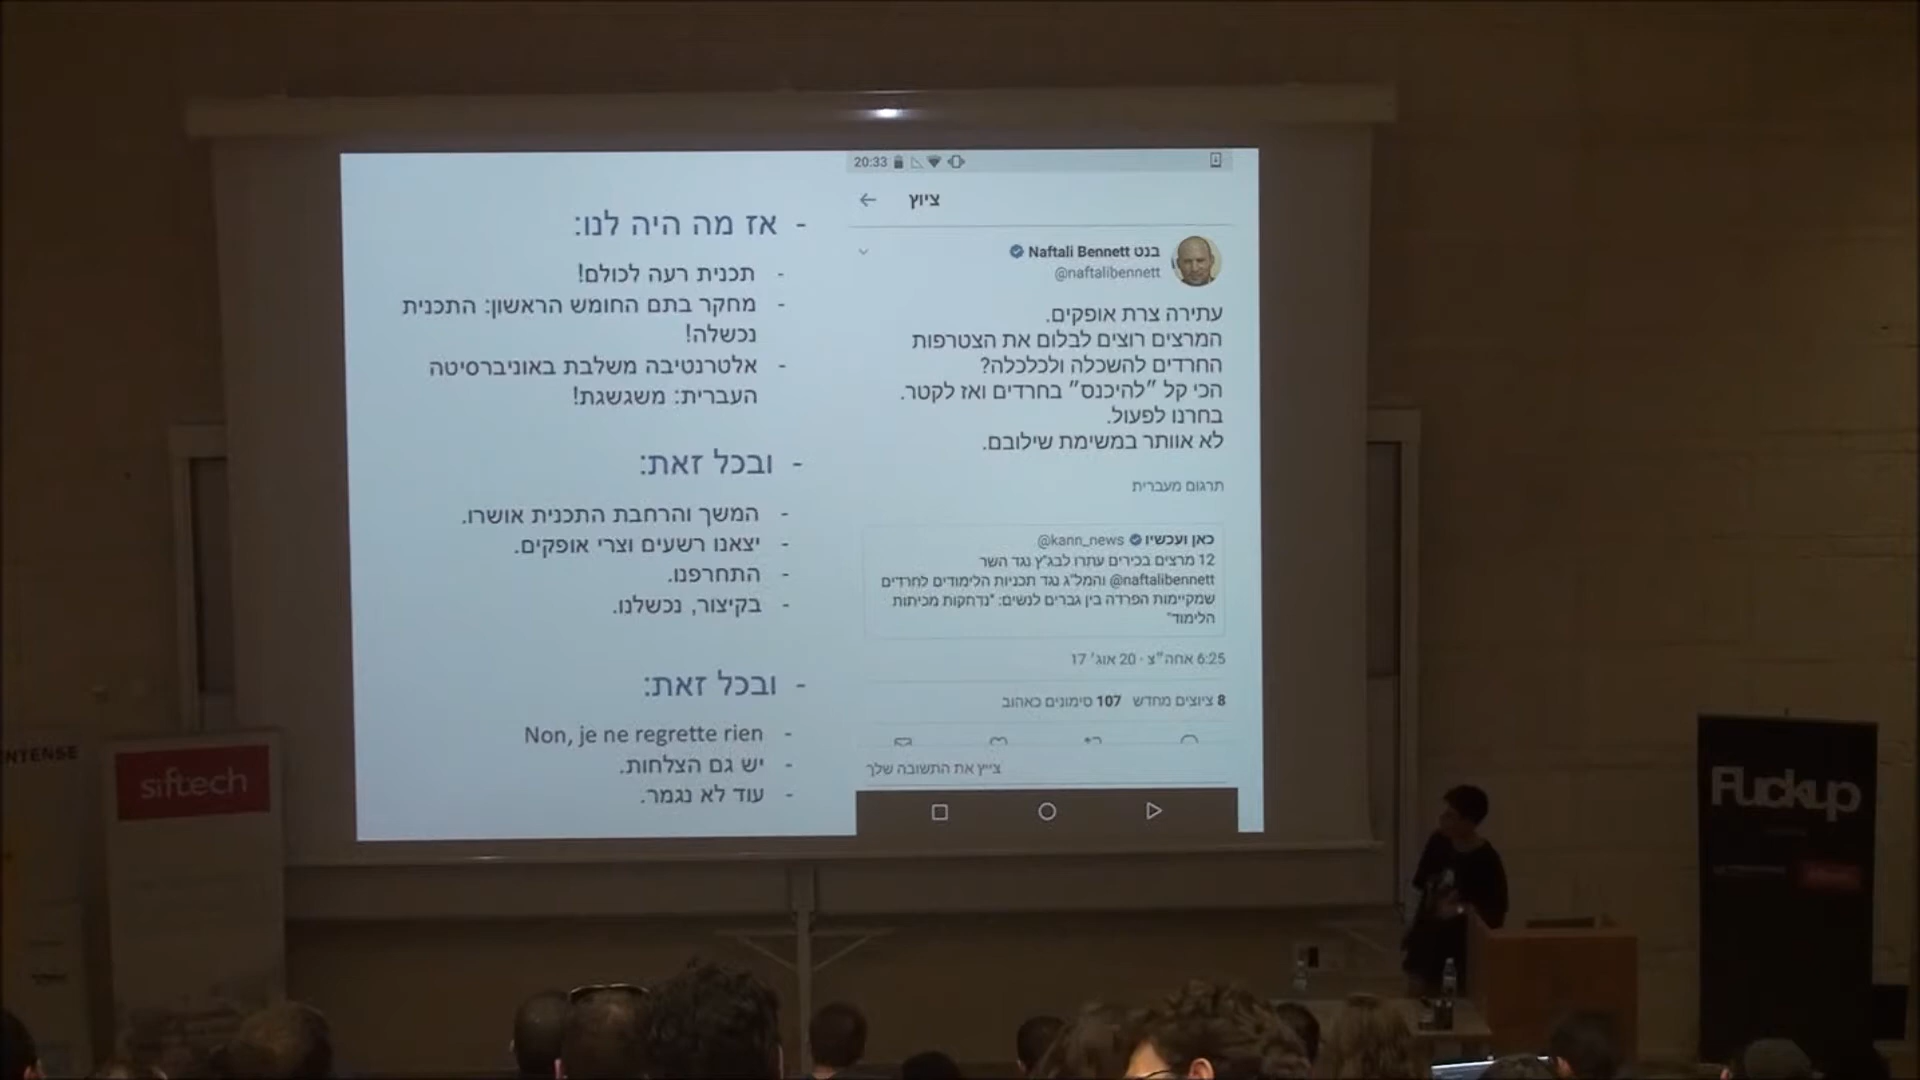 - אז מה היה לנו:
- תכנית רעה לכולם!
- מחקר בתם החומש הראשון: התכנית
נכשלה!
- אלטרנטיבה משלבת באוניברסיטה
העברית: משגשגת!
- ובכל זאת:
- המשך והרחבת התכנית אושרו.
- יצאנו רשעים וצרי אופקים.
- התחרפנו.
- בקיצור, נכשלנו.
- ובכל זאת:
- Non, je ne regrette rien
- יש גם הצלחות.
- עוד לא נגמר.
20:33
ציוץ
בנט Naftali Bennett
@naftalibennett
עתירה צרת אופקים.
המרצים רוצים לבלום את הצטרפות
החרדים להשכלה ולכלכלה?
הכי קל ״להיכנס״ בחרדים ואז לקטר.
בחרנו לפעול.
לא אוותר במשימת שילובם.
תרגום מעברית
כאן ועכשיו @kann_news
12 מרצים בכירים עתרו לבג"ץ נגד השר
@naftalibennett והמל"ג נגד תכניות הלימודים לחרדים
שמקיימות הפרדה בין גברים לנשים: "נדחקות מכיתות
הלימוד"
6:25 אחה״צ · 20 אוג׳ 17
8 ציוצים מחדש 107 סימונים כאהוב
צייץ את התשובה שלך
NTENSE
siftech
Fuckup